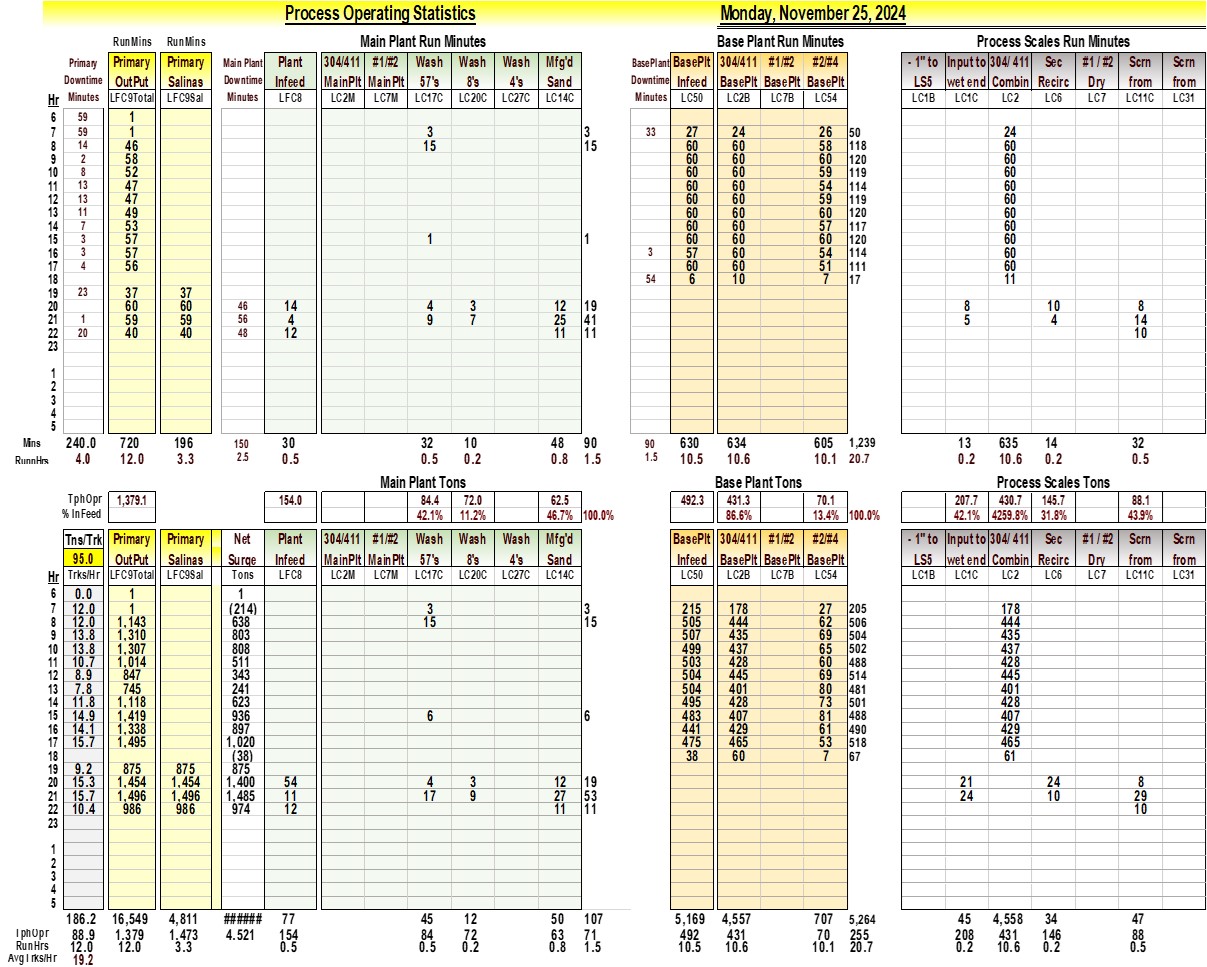 Process Operating Statistics Monday, November 25, 2024
RunMins RunMins Main Plant Run Minutes Base Plant Run Minutes Process Scales Run Minutes
Primary Primary Primary Main Plant Plant 304/411 #1/#2 Wash Wash Wash Mfg'd BasePlant BasePlt 304/411 #1/#2 #2/#4 - 1" to Input to 304/ 411 Sec #1 / #2 Scrn Scrn
Downtime OutPut Salinas Downtime Infeed MainPlt MainPlt 57's 8's 4's Sand Downtime Infeed BasePlt BasePlt BasePlt LS5 wet end Combin Recirc Dry from from
Hr Minutes LFC9Total LFC9Sal Minutes LFC8 LC2M LC7M LC17C LC20C LC27C LC14C Minutes LC50 LC2B LC7B LC54 LC1B LC1C LC2 LC6 LC7 LC11C LC31
6 59 1
7 59 1 3 3 33 27 24 26 50 24
8 14 46 15 15 60 60 58 118 60
9 2 58 60 60 60 120 60
10 8 52 60 60 59 119 60
11 13 47 60 60 54 114 60
12 13 47 60 60 59 119 60
13 11 49 60 60 60 120 60
14 7 53 60 60 57 117 60
15 3 57 1 1 60 60 60 120 60
16 3 57 3 57 60 54 114 60
17 4 56 60 60 51 111 60
18 54 6 10 7 17 11
19 23 37 37
20 60 60 46 14 4 3 12 19 8 10 8
21 1 59 59 56 4 9 7 25 41 5 4 14
22 20 40 40 48 12 11 11 10
23
1
2
3
4
5
Mins 240.0 720 196 150 30 32 10 48 90 90 630 634 605 1,239 13 635 14 32
RunnHrs 4.0 12.0 3.3 2.5 0.5 0.5 0.2 0.8 1.5 1.5 10.5 10.6 10.1 20.7 0.2 10.6 0.2 0.5
Main Plant Tons Base Plant Tons Process Scales Tons
TphOpr 1,379.1 154.0 84.4 72.0 62.5 492.3 431.3 70.1 207.7 430.7 145.7 88.1
% InFeed 42.1% 11.2% 46.7% 100.0% 86.6% 13.4% 100.0% 42.1% 4259.8% 31.8% 43.9%
Tns/Trk Primary Primary Net Plant 304/411 #1/#2 Wash Wash Wash Mfg'd BasePlt 304/411 #1/#2 #2/#4 - 1" to Input to 304/ 411 Sec #1 / #2 Scrn Scrn
95.0 OutPut Salinas Surge Infeed MainPlt MainPlt 57's 8's 4's Sand Infeed BasePlt BasePlt BasePlt LS5 wet end Combin Recirc Dry from from
Hr Trks/Hr LFC9Total LFC9Sal Tons LFC8 LC2M LC7M LC17C LC20C LC27C LC14C LC50 LC2B LC7B LC54 LC1B LC1C LC2 LC6 LC7 LC11C LC31
6 0.0 1 1
7 12.0 1 (214) 3 3 215 178 27 205 178
8 12.0 1,143 638 15 15 505 444 62 506 444
9 13.8 1,310 803 507 435 69 504 435
10 13.8 1,307 808 499 437 65 502 437
11 10.7 1,014 511 503 428 60 488 428
12 8.9 847 343 504 445 69 514 445
13 7.8 745 241 504 401 80 481 401
14 11.8 1,118 623 495 428 73 501 428
15 14.9 1,419 936 6 6 483 407 81 488 407
16 14.1 1,338 897 441 429 61 490 429
17 15.7 1,495 1,020 475 465 53 518 465
18 (38) 38 60 7 67 61
19 9.2 875 875 875
20 15.3 1,454 1,454 1,400 54 4 3 12 19 21 24 8
21 15.7 1,496 1,496 1,485 11 17 9 27 53 24 10 29
22 10.4 986 986 974 12 11 11 10
23
1
2
3
4
5
186.2 16,549 4,811 ###### 77 45 12 50 107 5,169 4,557 707 5,264 45 4,558 34 47
TphOpr 88.9 1,379 1,473 4.521 154 84 72 63 71 492 431 70 255 208 431 146 88
RunHrs 12.0 12.0 3.3 0.5 0.5 0.2 0.8 1.5 10.5 10.6 10.1 20.7 0.2 10.6 0.2 0.5
Avg Trks/Hr 19.2